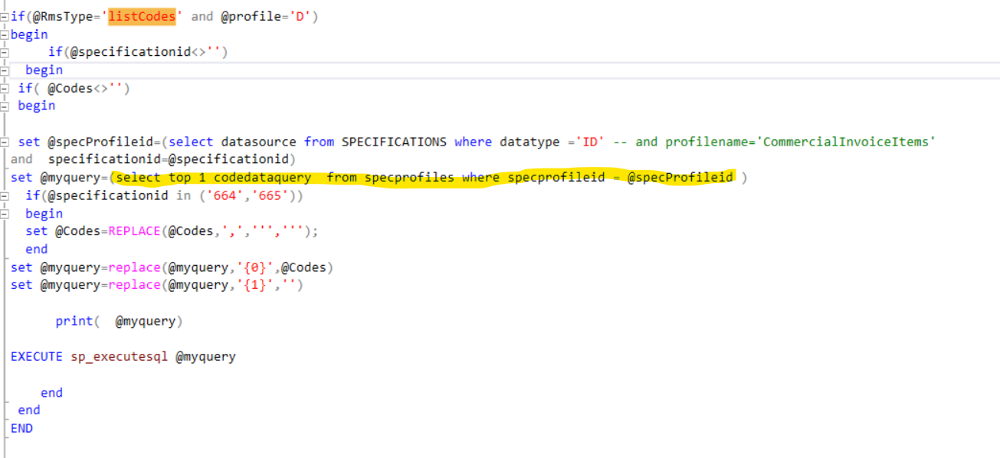 if(@RmsType='listCodes' and @profile='D')
begin
if(@specificationid<>'')
begin
if( @Codes<>'')
begin
set @specProfileid=(select datasource from SPECIFICATIONS where datatype ='ID' -- and profilename='CommercialInvoiceItems'
and specificationid=@specificationid)
set @myquery=(select top 1 codedataquery from specprofiles where specprofileid = @specProfileid )
if(@specificationid in ('664','665'))
begin
set @Codes=REPLACE(@Codes,',',''',''');
end
set @myquery=replace(@myquery,'{0}',@Codes)
set @myquery=replace(@myquery,'{1}','')
print( @myquery)
EXECUTE sp_executesql @myquery
end
end
END